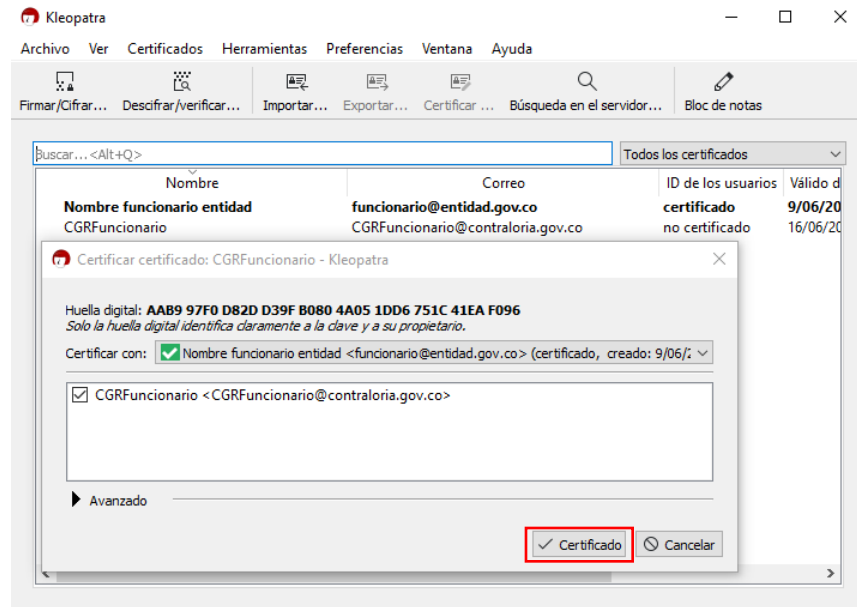 Kleopatra
Archivo Ver Certificados Herramientas Preferencias Ventana Ayuda
Firmar/Cifrar... Descifrar/verificar... Importar... Exportar... Certificar ... Búsqueda en el servidor... Bloc de notas
Buscar...<Alt+Q> Todos los certificados
Nombre Correo ID de los usuarios Válido d
Nombre funcionario entidad funcionario@entidad.gov.co certificado 9/06/20
CGRFuncionario CGRFuncionario@contraloria.gov.co no certificado 16/06/20
Certificar certificado: CGRFuncionario - Kleopatra
Huella digital: AAB9 97F0 D82D D39F B080 4A05 1DD6 751C 41EA F096
Solo la huella digital identifica claramente a la clave y a su propietario.
Certificar con: Nombre funcionario entidad <funcionario@entidad.gov.co> (certificado, creado: 9/06/2
CGRFuncionario <CGRFuncionario@contraloria.gov.co>
Avanzado
Certificado Cancelar